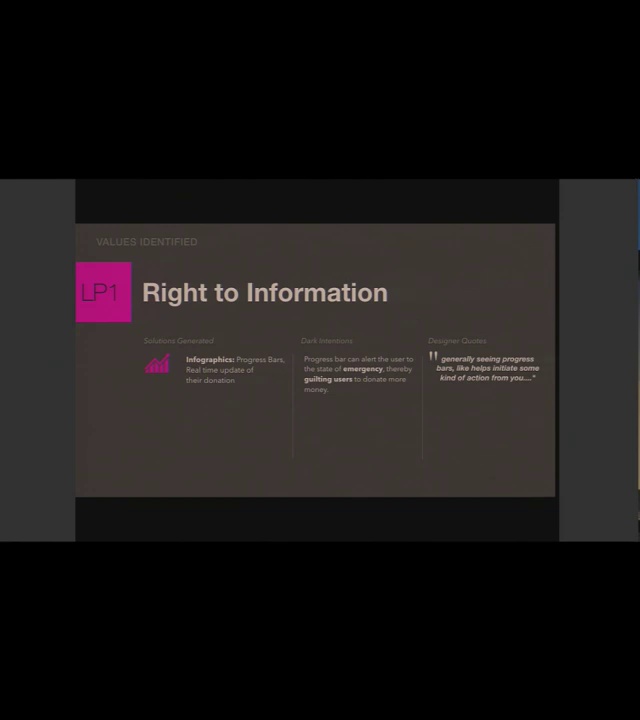 VALUES IDENTIFIED
LP1
Right to Information
Solutions Generated
Infographics: Progress Bars,
Real time update of
their donation
Dark Intentions
Progress bar can alert the user to
the state of emergency, thereby
guilting users to donate more
money.
Designer Quotes
" generally seeing progress
bars, like helps initiate some
kind of action from you...."